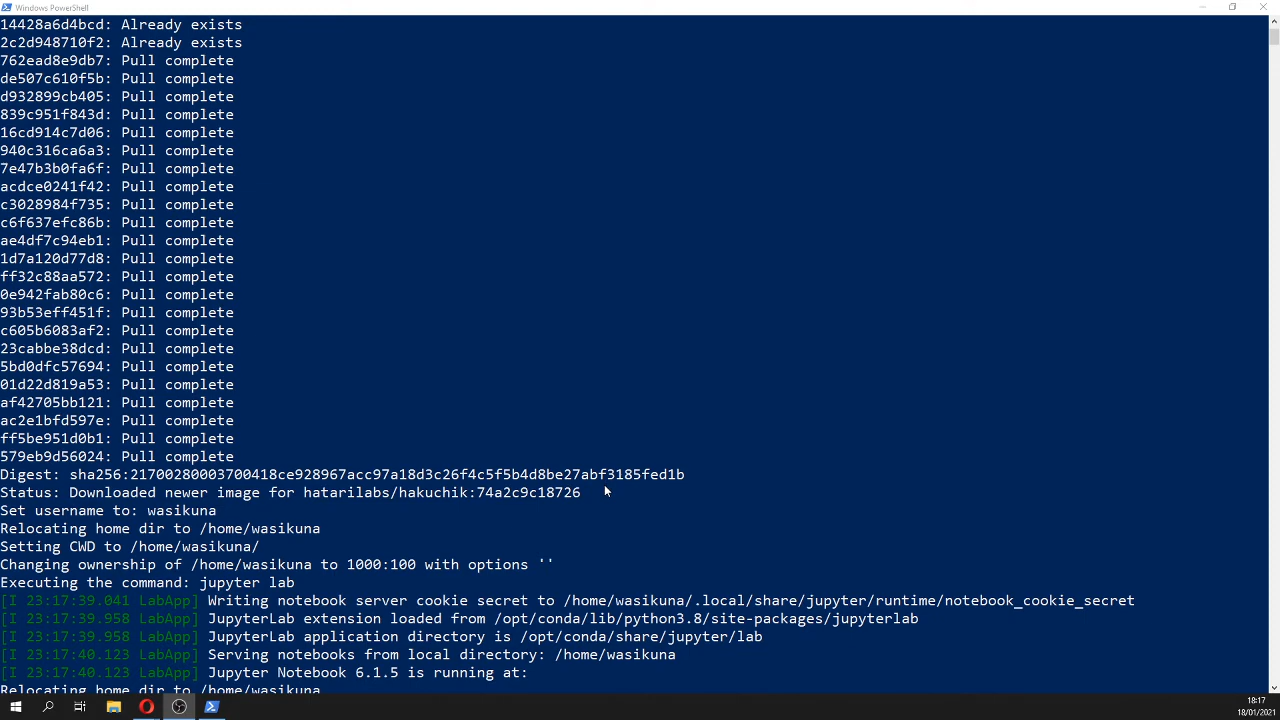 Windows PowerShell
14428a6d4bcd: Already exists
2c2d948710f2: Already exists
762ead8e9db7: Pull complete
de507c610f5b: Pull complete
d932899cb405: Pull complete
839c951f843d: Pull complete
16cd914c7d06: Pull complete
940c316ca6a3: Pull complete
7e47b3b0fa6f: Pull complete
acdce0241f42: Pull complete
c3028984f735: Pull complete
c6f637efc86b: Pull complete
ae4df7c94eb1: Pull complete
1d7a120d77d8: Pull complete
ff32c88aa572: Pull complete
0e942fab80c6: Pull complete
93b53eff451f: Pull complete
c605b6083af2: Pull complete
23cabbe38dcd: Pull complete
5bd0dfc57694: Pull complete
01d22d819a53: Pull complete
af42705bb121: Pull complete
ac2e1bfd597e: Pull complete
ff5be951d0b1: Pull complete
579eb9d56024: Pull complete
Digest: sha256:21700280003700418ce928967acc97a18d3c26f4c5f5b4d8be27abf3185fed1b
Status: Downloaded newer image for hatarilabs/hakuchik:74a2c9c18726
Set username to: wasikuna
Relocating home dir to /home/wasikuna
Setting CWD to /home/wasikuna/
Changing ownership of /home/wasikuna to 1000:100 with options ''
Executing the command: jupyter lab
[I 23:17:39.041 LabApp] Writing notebook server cookie secret to /home/wasikuna/.local/share/jupyter/runtime/notebook_cookie_secret
[I 23:17:39.958 LabApp] JupyterLab extension loaded from /opt/conda/lib/python3.8/site-packages/jupyterlab
[I 23:17:39.958 LabApp] JupyterLab application directory is /opt/conda/share/jupyter/lab
[I 23:17:40.123 LabApp] Serving notebooks from local directory: /home/wasikuna
[I 23:17:40.123 LabApp] Jupyter Notebook 6.1.5 is running at:
Relocating home dir to /home/wasikuna
18:17
18/01/2021